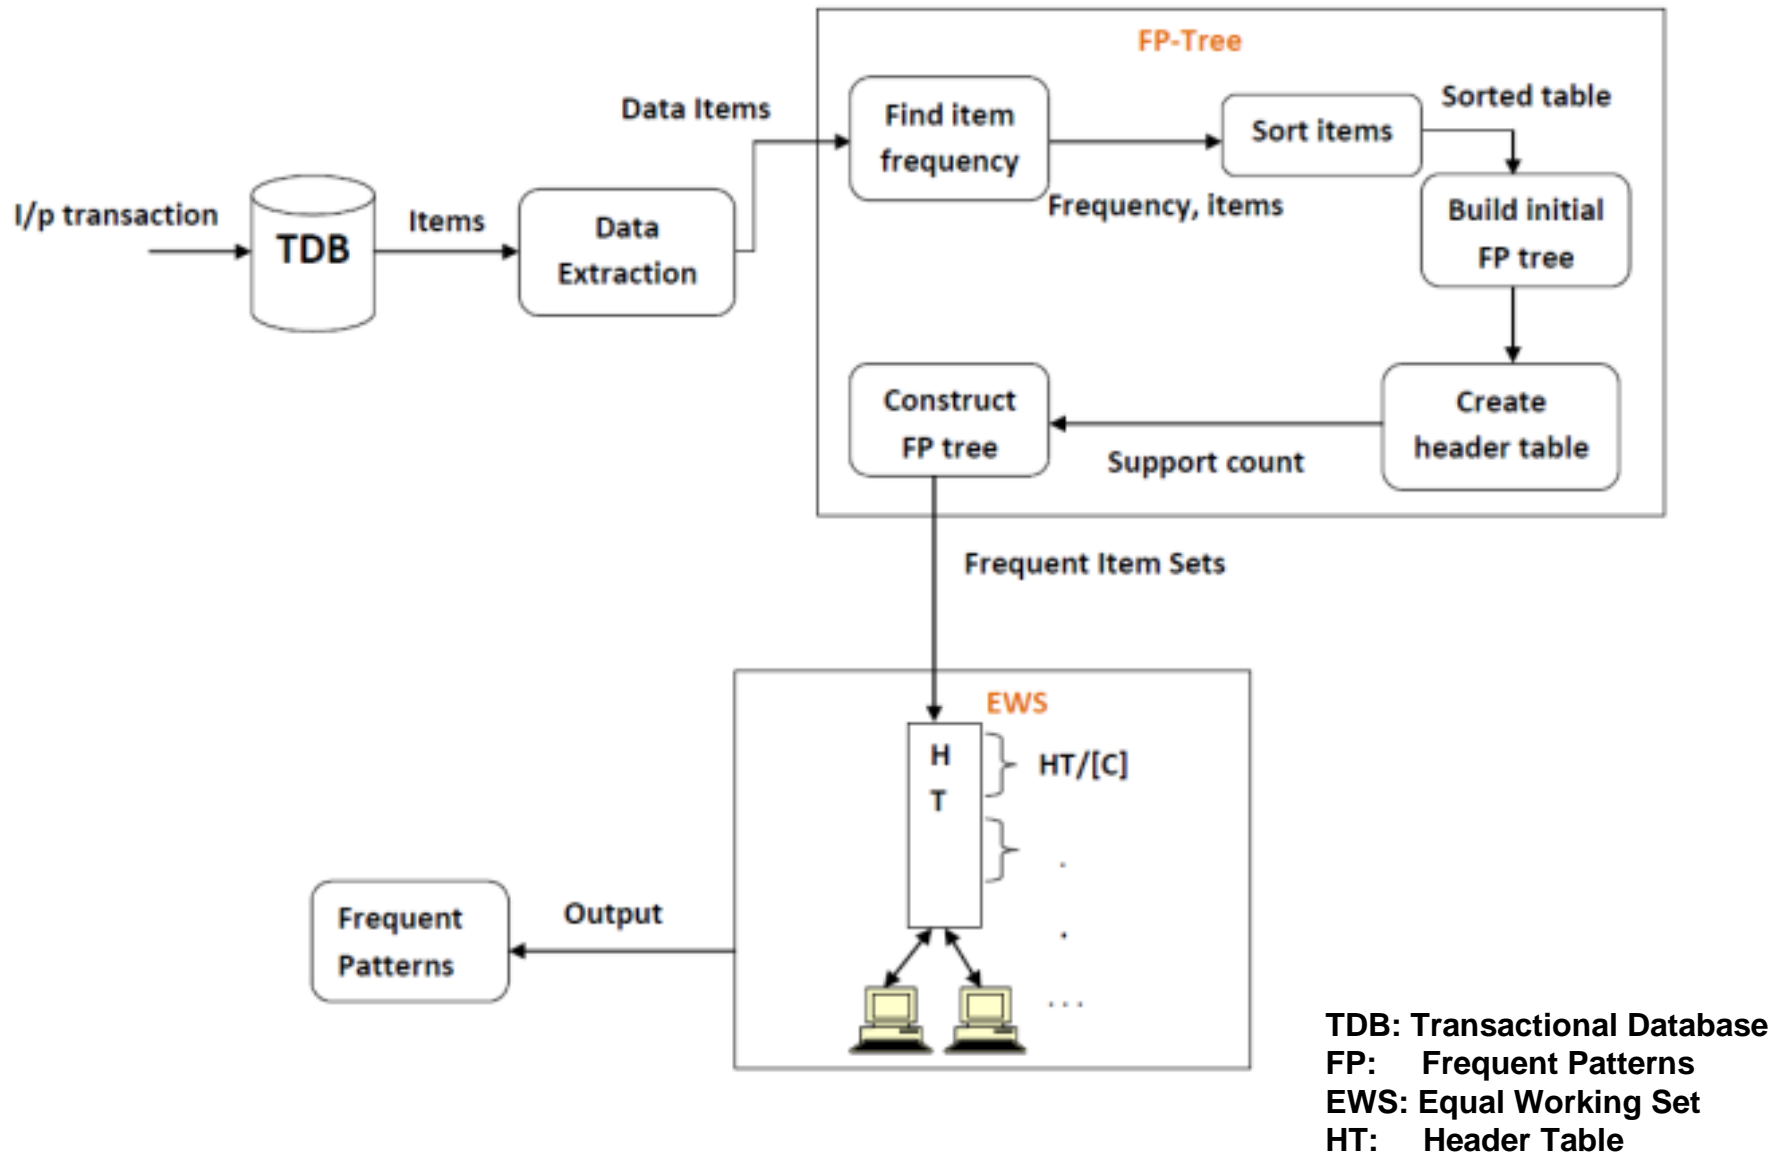 FP-Tree
Data Items
Find item
frequency
Sort items
Sorted table
I/p transaction
TDB
Items
Data
Extraction
Frequency, items
Build initial
FP tree
Construct
FP tree
Support count
Create
header table
Frequent Item Sets
EWS
H
T
HT/[C]
.
.
...
Output
Frequent
Patterns
TDB: Transactional Database
FP: Frequent Patterns
EWS: Equal Working Set
HT: Header Table